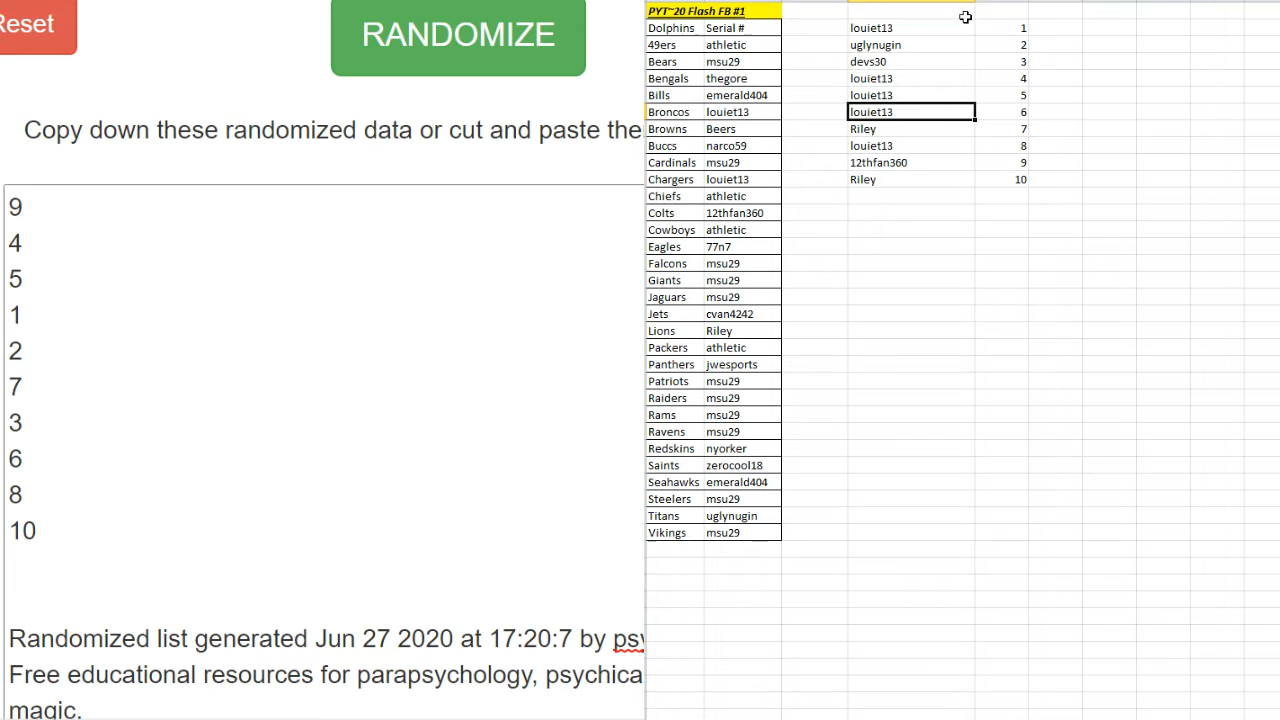 Reset
RANDOMIZE
Copy down these randomized data or cut and paste the
9
4
5
1
2
7
3
6
8
10
Randomized list generated Jun 27 2020 at 17:20:7 by psy
Free educational resources for parapsychology, psychica
magic.
PYT~20 Flash FB #1
Dolphins Serial #
49ers athletic
Bears msu29
Bengals thegore
Bills emerald404
Broncos louiet13
Browns Beers
Buccs narco59
Cardinals msu29
Chargers louiet13
Chiefs athletic
Colts 12thfan360
Cowboys athletic
Eagles 77n7
Falcons msu29
Giants msu29
Jaguars msu29
Jets cvan4242
Lions Riley
Packers athletic
Panthers jwesports
Patriots msu29
Raiders msu29
Rams msu29
Ravens msu29
Redskins nyorker
Saints zerocool18
Seahawks emerald404
Steelers msu29
Titans uglynugin
Vikings msu29
louiet13 1
uglynugin 2
devs30 3
louiet13 4
louiet13 5
louiet13 6
Riley 7
louiet13 8
12thfan360 9
Riley 10